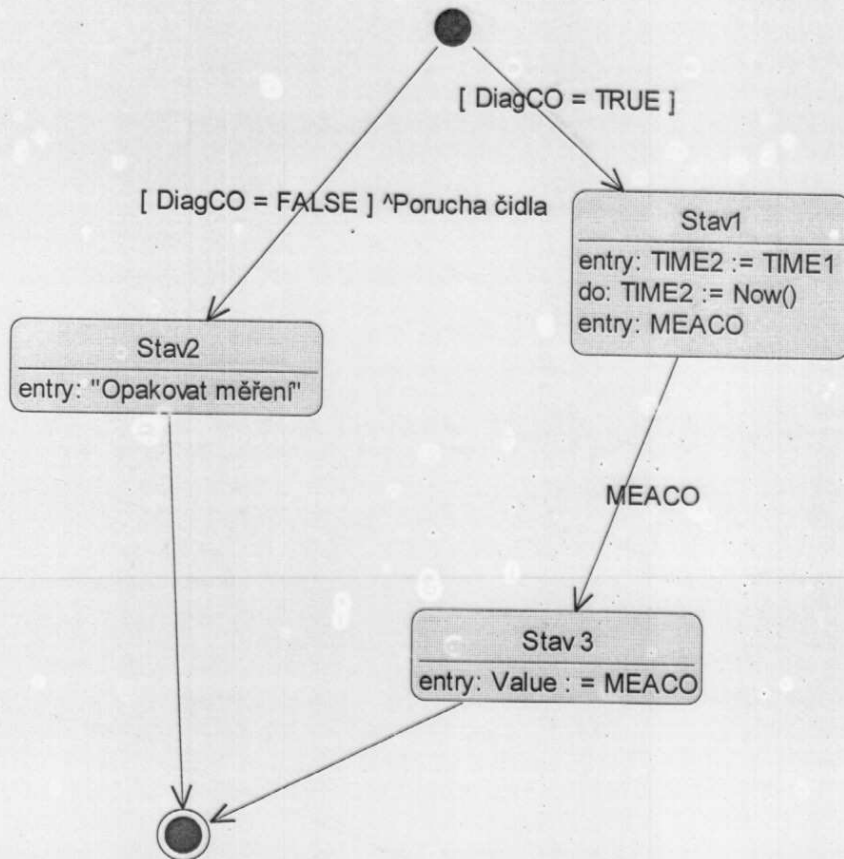 [ DiagCO = TRUE ]
[ DiagCO = FALSE ] ^Porucha čidla
Stav1
entry: TIME2 := TIME1
do: TIME2 := Now()
entry: MEACO
Stav2
entry: "Opakovat měření"
MEACO
Stav 3
entry: Value : = MEACO